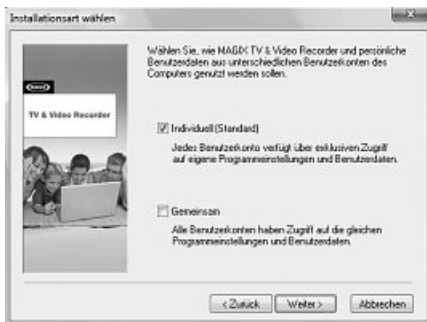 Installationsart wählen
Wählen Sie, wie MAGIX TV & Video Recorder und persönliche
Benutzerdaten aus unterschiedlichen Benutzerkonten des
Computers genutzt werden sollen.
MAGIX
TV & Video Recorder
Individuell (Standard)
Jedes Benutzerkonto verfügt über exklusiven Zugriff
auf eigene Programmeinstellungen und Benutzerdaten.
Gemeinsam
Alle Benutzerkonten haben Zugriff auf die gleichen
Programmeinstellungen und Benutzerdaten.
< Zurück
Weiter >
Abbrechen